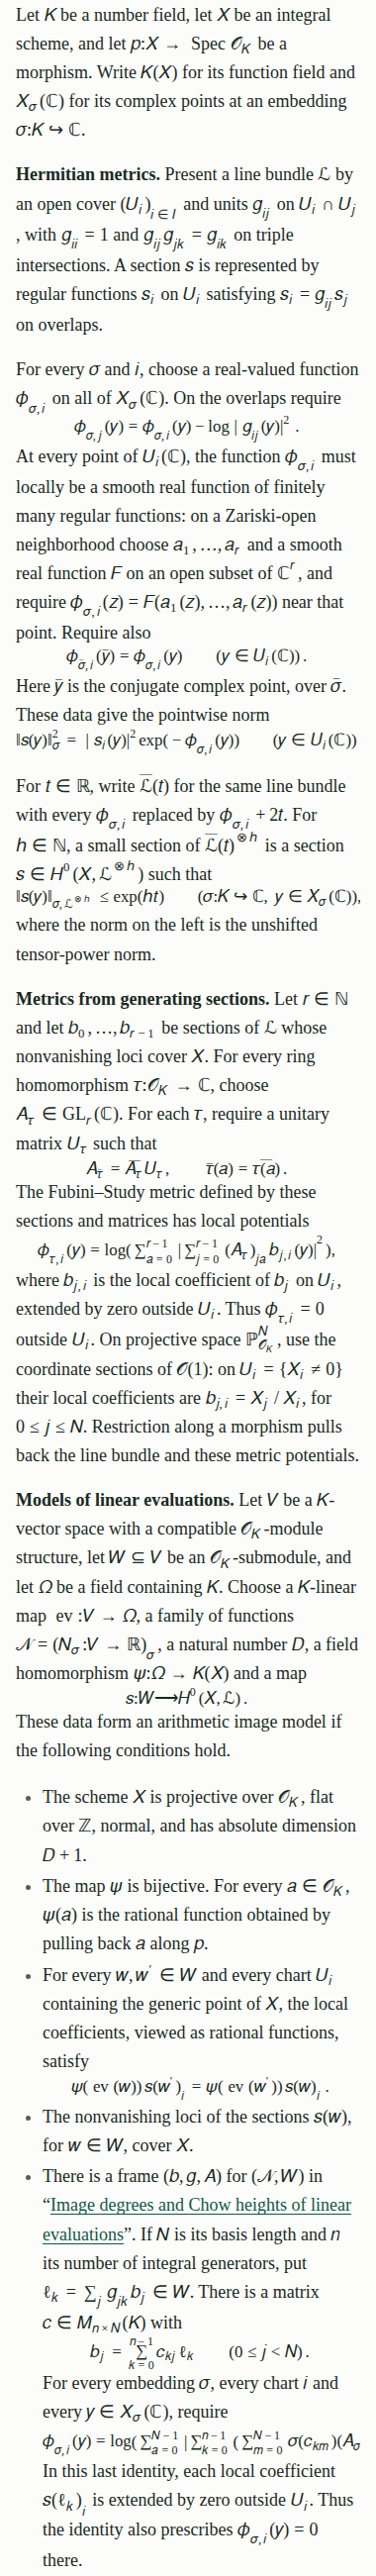 Let K be a number field, let X be an integral
scheme, and let p:X → Spec 𝒪_K be a
morphism. Write K(X) for its function field and
X_σ(ℂ) for its complex points at an embedding
σ:K ↪ ℂ.
Hermitian metrics. Present a line bundle ℒ by
an open cover (U_i)_{i ∈ I} and units g_{ij} on U_i ∩ U_j
, with g_{ii} = 1 and g_{ij}g_{jk} = g_{ik} on triple
intersections. A section s is represented by
regular functions s_i on U_i satisfying s_i = g_{ij}s_j
on overlaps.
For every σ and i, choose a real-valued function
ϕ_{σ,i} on all of X_σ(ℂ). On the overlaps require
ϕ_{σ,j}(y) = ϕ_{σ,i}(y) − log | g_{ij}(y)|^2 .
At every point of U_i(ℂ), the function ϕ_{σ,i} must
locally be a smooth real function of finitely
many regular functions: on a Zariski-open
neighborhood choose a_1,…,a_r and a smooth
real function F on an open subset of ℂ^r, and
require ϕ_{σ,i}(z) = F(a_1(z),…,a_r(z)) near that
point. Require also
ϕ_{σ̄,i}(ȳ) = ϕ_{σ,i}(y) (y ∈ U_i(ℂ)).
Here ȳ is the conjugate complex point, over σ̄.
These data give the pointwise norm
‖s(y)‖_σ^2 = | s_i(y)|^2 exp( − ϕ_{σ,i}(y)) (y ∈ U_i(ℂ))
For t ∈ ℝ, write ℒ̅(t) for the same line bundle
with every ϕ_{σ,i} replaced by ϕ_{σ,i} + 2t. For
h ∈ ℕ, a small section of ℒ̅(t)^{⊗h} is a section
s ∈ H^0(X,ℒ^{⊗h}) such that
‖s(y)‖_{σ,ℒ^{⊗h}} ≤ exp(ht) (σ:K ↪ ℂ, y ∈ X_σ(ℂ)),
where the norm on the left is the unshifted
tensor-power norm.
Metrics from generating sections. Let r ∈ ℕ
and let b_0,…,b_{r−1} be sections of ℒ whose
nonvanishing loci cover X. For every ring
homomorphism τ:𝒪_K → ℂ, choose
A_τ ∈ GL_r(ℂ). For each τ, require a unitary
matrix U_τ such that
A_{τ̄} = \overline{A_τ}U_τ, τ̄(a) = \overline{τ(a)}.
The Fubini–Study metric defined by these
sections and matrices has local potentials
ϕ_{τ,i}(y) = log(∑_{a=0}^{r−1} |∑_{j=0}^{r−1} (A_τ)_{ja}b_{j,i}(y)|^2),
where b_{j,i} is the local coefficient of b_j on U_i,
extended by zero outside U_i. Thus ϕ_{τ,i} = 0
outside U_i. On projective space ℙ^N_{𝒪_K}, use the
coordinate sections of 𝒪(1): on U_i = {X_i ≠ 0}
their local coefficients are b_{j,i} = X_j / X_i, for
0 ≤ j ≤ N. Restriction along a morphism pulls
back the line bundle and these metric potentials.
Models of linear evaluations. Let V be a K-
vector space with a compatible 𝒪_K-module
structure, let W ⊆ V be an 𝒪_K-submodule, and
let Ω be a field containing K. Choose a K-linear
map ev :V → Ω, a family of functions
𝒩 = (N_σ:V → ℝ)_σ, a natural number D, a field
homomorphism ψ:Ω → K(X) and a map
s:W⟶H^0(X,ℒ).
These data form an arithmetic image model if
the following conditions hold.
• The scheme X is projective over 𝒪_K, flat
over ℤ, normal, and has absolute dimension
D + 1.
• The map ψ is bijective. For every a ∈ 𝒪_K,
ψ(a) is the rational function obtained by
pulling back a along p.
• For every w,w′ ∈ W and every chart U_i
containing the generic point of X, the local
coefficients, viewed as rational functions,
satisfy
ψ( ev (w))s(w′)_i = ψ( ev (w′))s(w)_i .
• The nonvanishing loci of the sections s(w),
for w ∈ W, cover X.
• There is a frame (b,g,A) for (𝒩,W) in
“Image degrees and Chow heights of linear
evaluations”. If N is its basis length and n
its number of integral generators, put
ℓ_k = ∑_j g_{jk}b_j ∈ W. There is a matrix
c ∈ M_{n×N}(K) with
b_j = ∑_{k=0}^{n−1} c_{kj} ℓ_k (0 ≤ j < N).
For every embedding σ, every chart i and
every y ∈ X_σ(ℂ), require
ϕ_{σ,i}(y) = log(∑_{a=0}^{N−1} |∑_{k=0}^{n−1} (∑_{m=0}^{N−1} σ(c_{km})(A_σ
In this last identity, each local coefficient
s(ℓ_k)_i is extended by zero outside U_i. Thus
the identity also prescribes ϕ_{σ,i}(y) = 0
there.